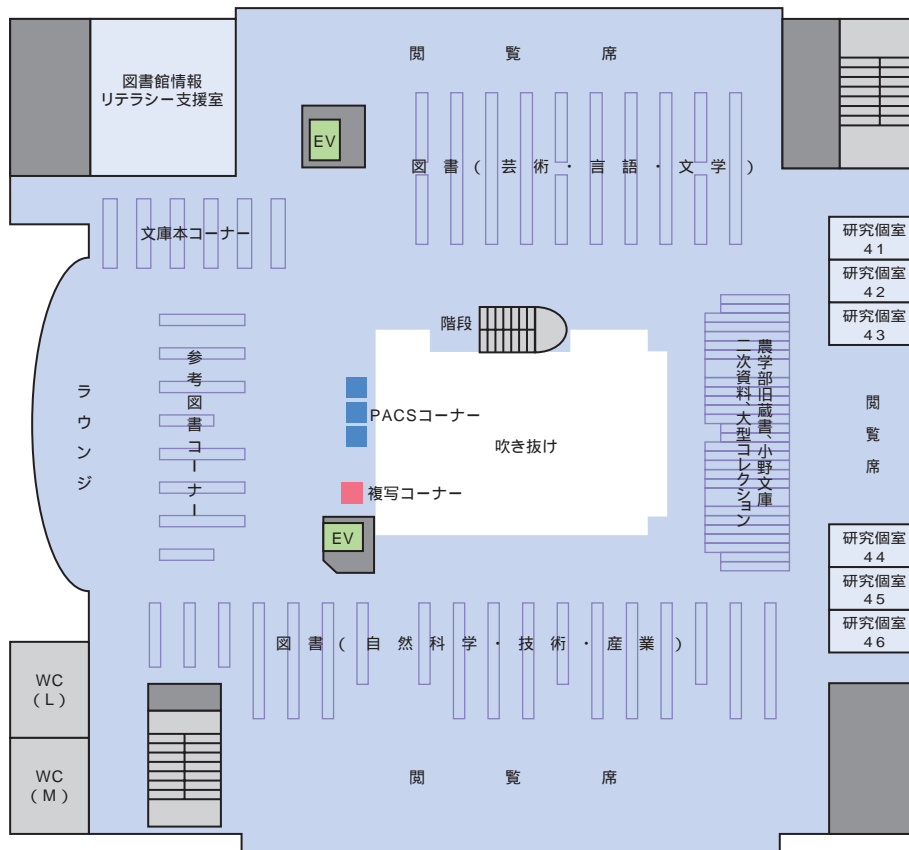 閲覧席
図書館情報
リテラシー支援室
EV
図書(芸術・言語・文学)
文庫本コーナー
研究個室
41
研究個室
42
研究個室
43
階段
参考図書コーナー
ラウンジ
PACSコーナー
吹き抜け
農学部旧蔵書、小野文庫
二次資料、大型コレクション
閲覧席
複写コーナー
EV
研究個室
44
研究個室
45
研究個室
46
図書(自然科学・技術・産業)
WC
(L)
WC
(M)
閲覧席